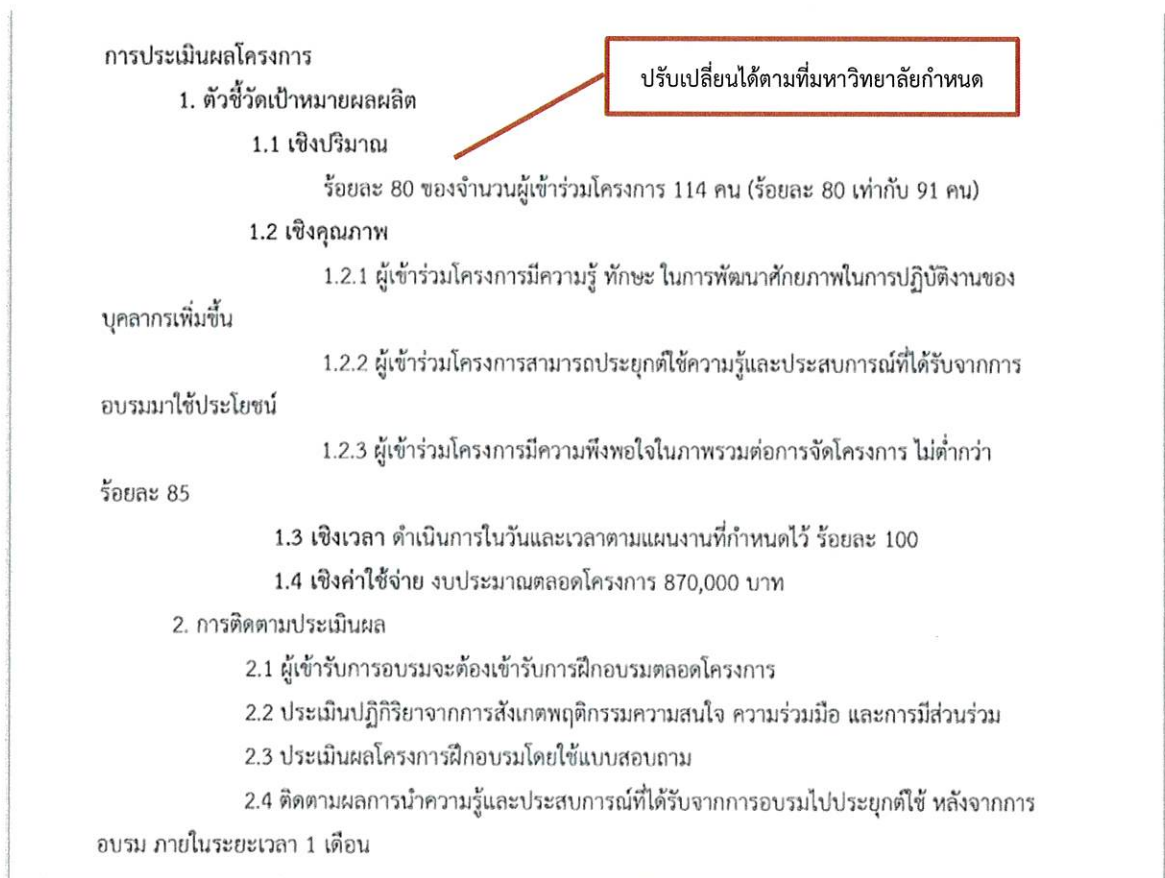 การประเมินผลโครงการ
ปรับเปลี่ยนได้ตามที่มหาวิทยาลัยกำหนด
1. ตัวชี้วัดเป้าหมายผลผลิต
1.1 เชิงปริมาณ
ร้อยละ 80 ของจำนวนผู้เข้าร่วมโครงการ 114 คน (ร้อยละ 80 เท่ากับ 91 คน)
1.2 เชิงคุณภาพ
1.2.1 ผู้เข้าร่วมโครงการมีความรู้ ทักษะ ในการพัฒนาศักยภาพในการปฏิบัติงานของ
บุคลากรเพิ่มขึ้น
1.2.2 ผู้เข้าร่วมโครงการสามารถประยุกต์ใช้ความรู้และประสบการณ์ที่ได้รับจากการ
อบรมมาใช้ประโยชน์
1.2.3 ผู้เข้าร่วมโครงการมีความพึงพอใจในภาพรวมต่อการจัดโครงการ ไม่ต่ำกว่า
ร้อยละ 85
1.3 เชิงเวลา ดำเนินการในวันและเวลาตามแผนงานที่กำหนดไว้ ร้อยละ 100
1.4 เชิงค่าใช้จ่าย งบประมาณตลอดโครงการ 870,000 บาท
2. การติดตามประเมินผล
2.1 ผู้เข้ารับการอบรมจะต้องเข้ารับการฝึกอบรมตลอดโครงการ
2.2 ประเมินปฏิกิริยาจากการสังเกตพฤติกรรมความสนใจ ความร่วมมือ และการมีส่วนร่วม
2.3 ประเมินผลโครงการฝึกอบรมโดยใช้แบบสอบถาม
2.4 ติดตามผลการนำความรู้และประสบการณ์ที่ได้รับจากการอบรมไปประยุกต์ใช้ หลังจากการ
อบรม ภายในระยะเวลา 1 เดือน